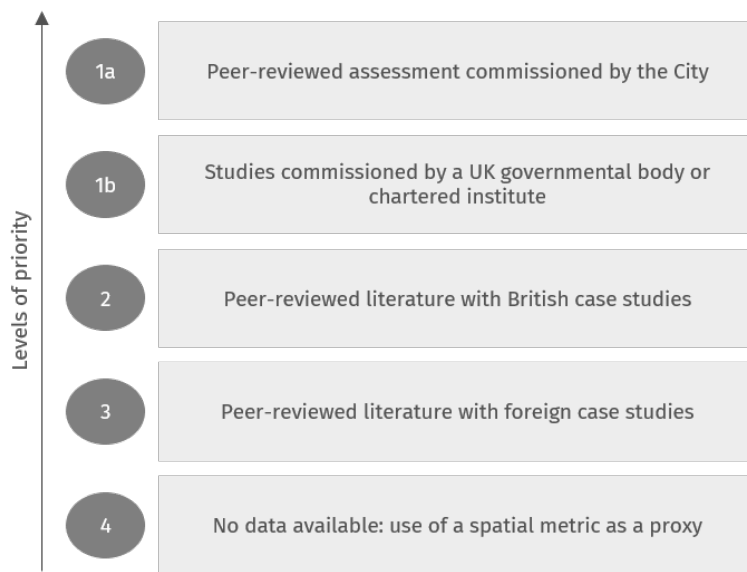 Levels of priority
1a
Peer-reviewed assessment commissioned by the City
1b
Studies commissioned by a UK governmental body or
chartered institute
2
Peer-reviewed literature with British case studies
3
Peer-reviewed literature with foreign case studies
4
No data available: use of a spatial metric as a proxy